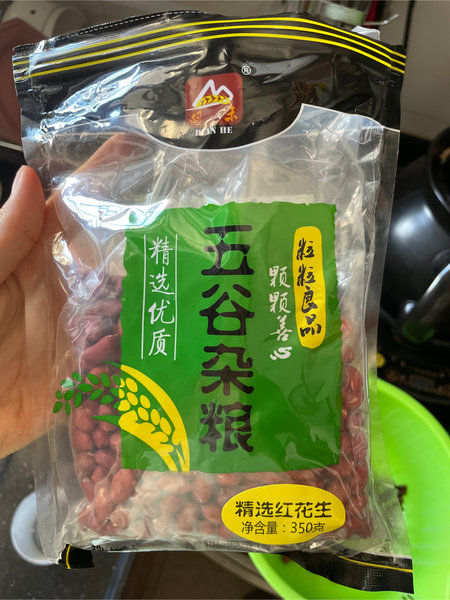 ®
BIAN HE
粒粒良品
颗颗善心
五谷杂粮
精选优质
精选红花生
净含量：350克